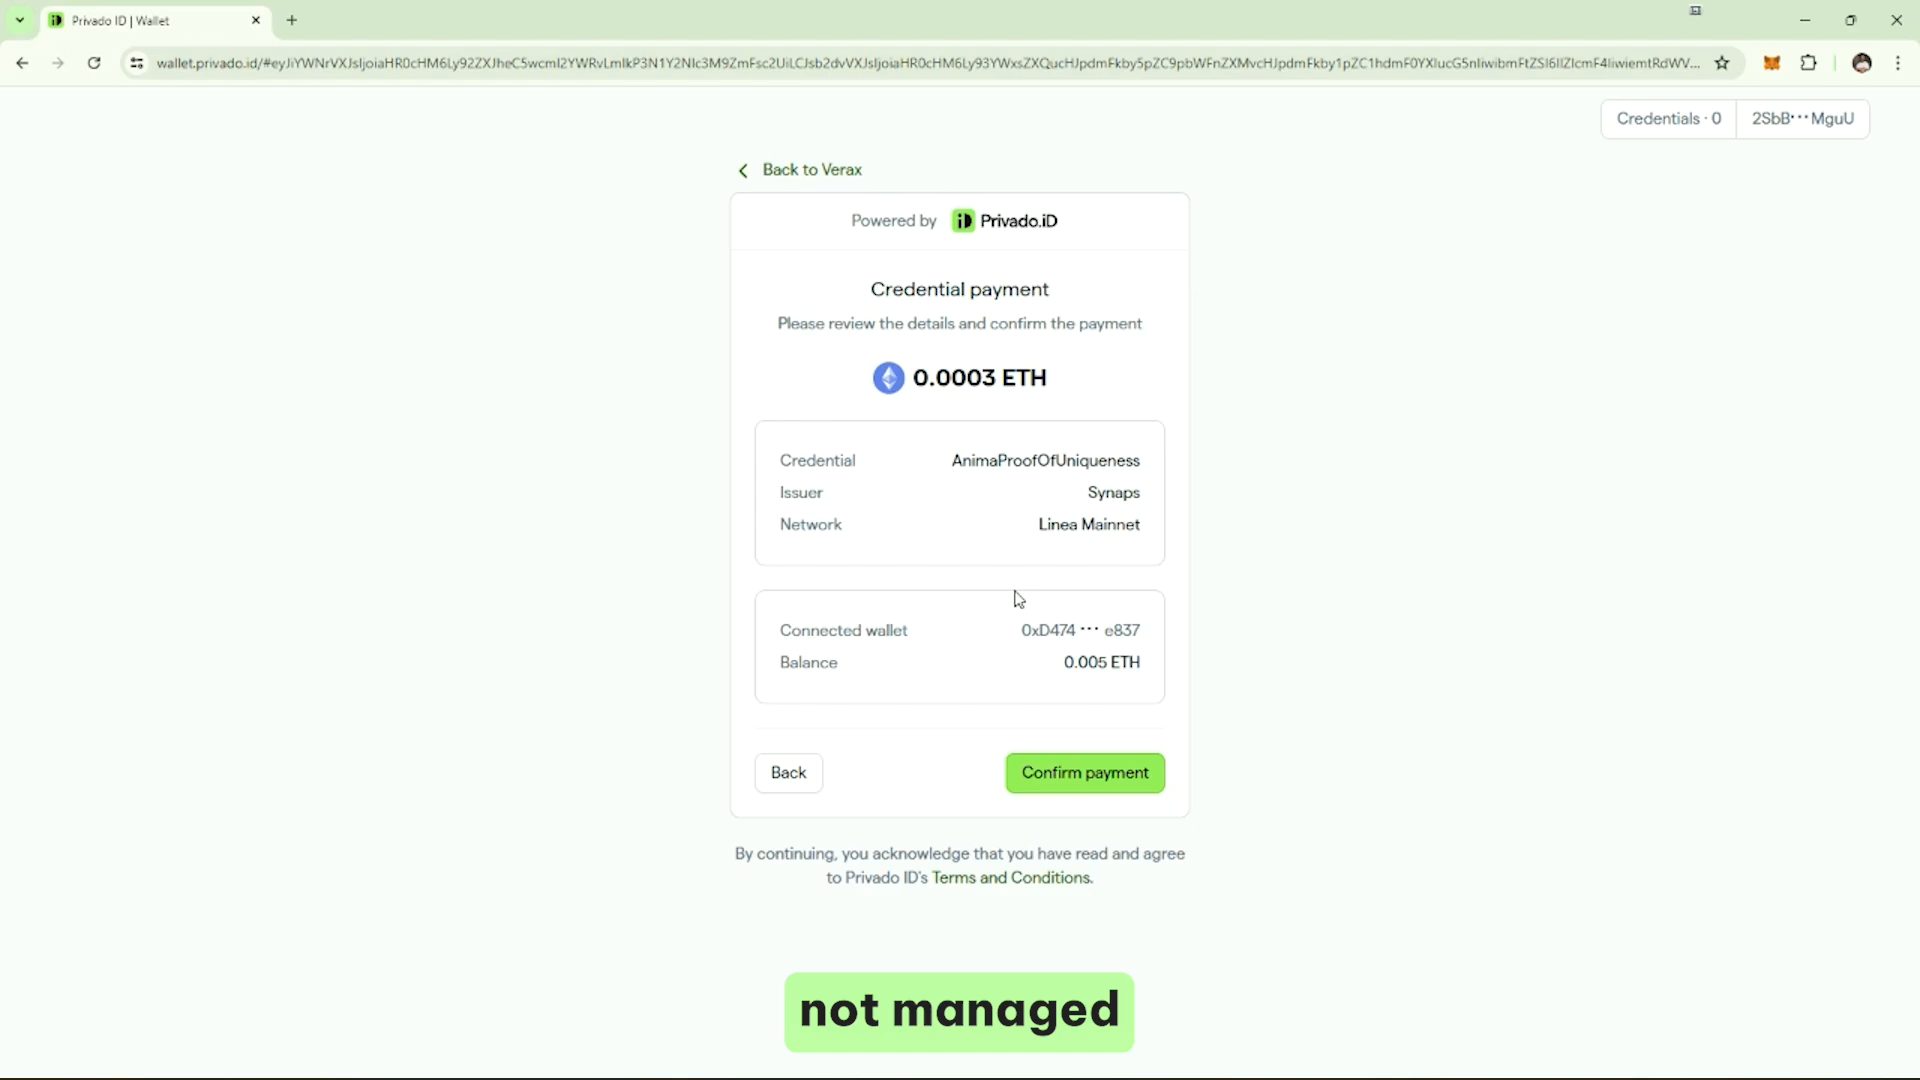 Privado ID | Wallet
Credentials · 0
2SbB···MguU
Back to Verax
Powered by
iD Privado.iD
Credential payment
Please review the details and confirm the payment
0.0003 ETH
Credential AnimaProofOfUniqueness
Issuer Synaps
Network Linea Mainnet
Connected wallet 0xD474 ··· e837
Balance 0.005 ETH
Back
Confirm payment
By continuing, you acknowledge that you have read and agree
to Privado ID's Terms and Conditions.
not managed